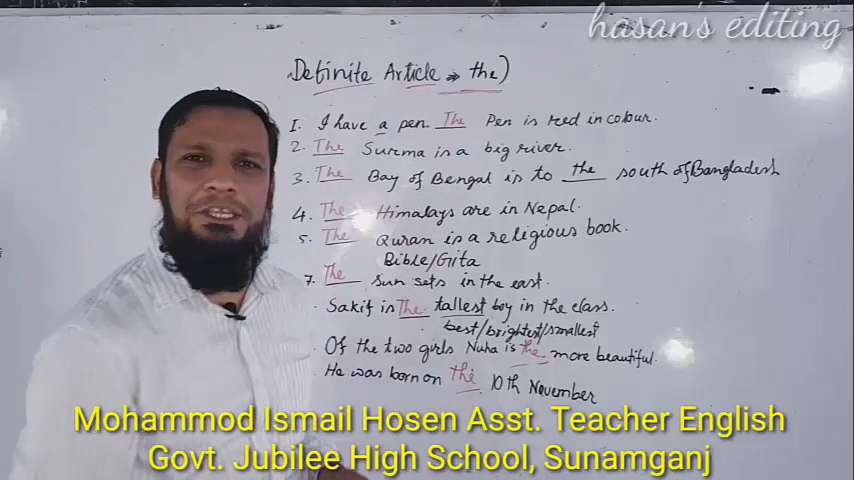 hasan's editing
Definite Article ⇒ the)
1. I have a pen. The Pen is red in colour.
2. The Surma is a big river.
3. The Bay of Bengal is to the south of Bangladesh
4. The Himalays are in Nepal.
5. The Quran is a religious book.
Bible/Gita
7. The Sun sets in the east.
· Sakif is The tallest boy in the class.
best/brightest/smallest
· Of the two girls Nuha is the more beautiful.
· He was born on the 10th November
Mohammod Ismail Hosen Asst. Teacher English
Govt. Jubilee High School, Sunamganj